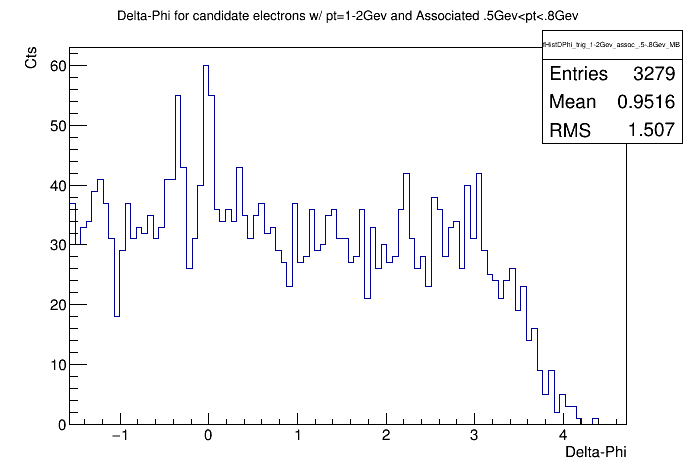 Delta-Phi for candidate electrons w/ pt=1-2Gev and Associated .5Gev<pt<.8Gev
fHistDPhi_trig_1-2Gev_assoc_.5-.8Gev_MB
Entries 3279
Mean 0.9516
RMS 1.507
Cts
60
50
40
30
20
10
0
−1 0 1 2 3 4
Delta-Phi